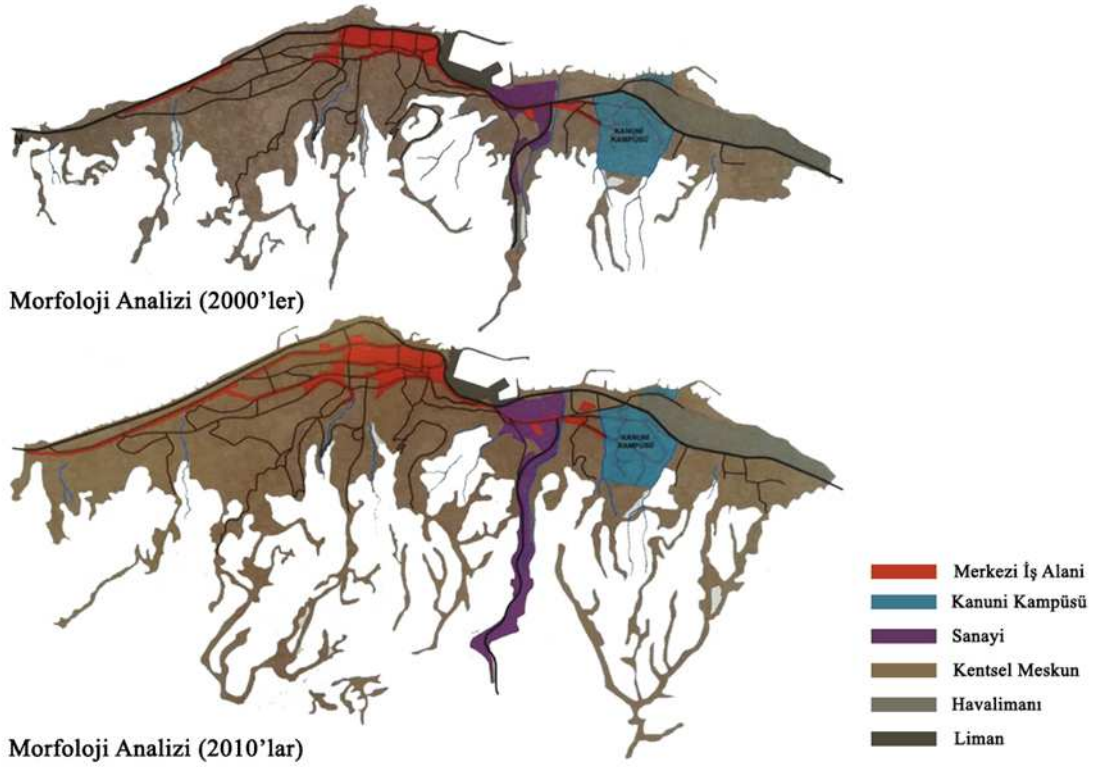 KANUNİ
KAMPÜSÜ
Morfoloji Analizi (2000'ler)
KANUNİ
KAMPÜSÜ
Merkezi İş Alani
Kanuni Kampüsü
Sanayi
Kentsel Meskun
Havalimanı
Liman
Morfoloji Analizi (2010'lar)